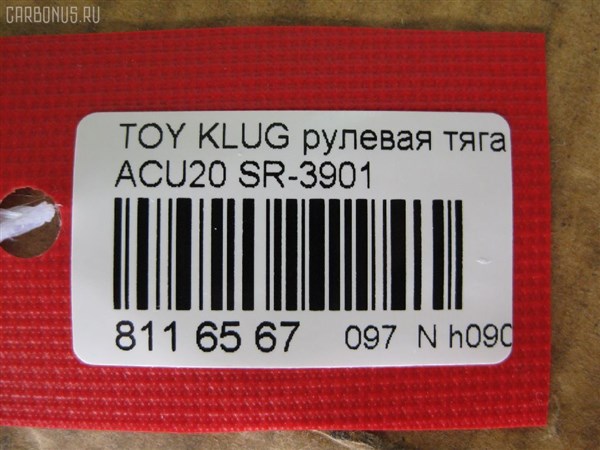 CARBONUS.RU
TOY KLUG рулевая тяга
ACU20 SR-3901
811 65 67 097 N h090